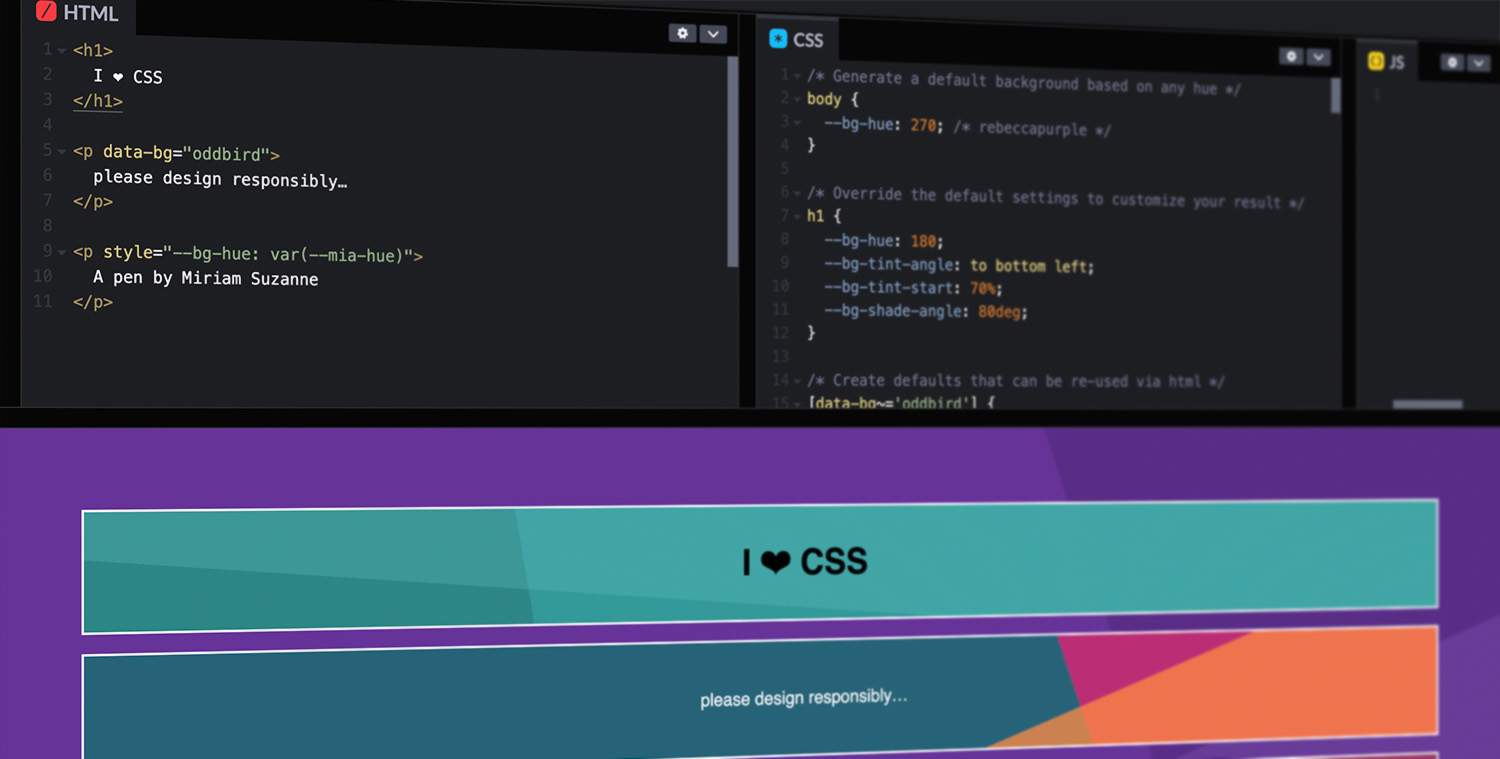 HTML
1 <h1>
2 I ❤ CSS
3 </h1>
4
5 <p data-bg="oddbird">
6 please design responsibly…
7 </p>
8
9 <p style="--bg-hue: var(--mia-hue)">
10 A pen by Miriam Suzanne
11 </p>
CSS
1 /* Generate a default background based on any hue */
2 body {
3 --bg-hue: 270; /* rebeccapurple */
4 }
5
6 /* Override the default settings to customize your result */
7 h1 {
8 --bg-hue: 180;
9 --bg-tint-angle: to bottom left;
10 --bg-tint-start: 70%;
11 --bg-shade-angle: 80deg;
12 }
13
14 /* Create defaults that can be re-used via html */
15 [data-bg~='oddbird'] {
JS
1
I ❤ CSS
please design responsibly…